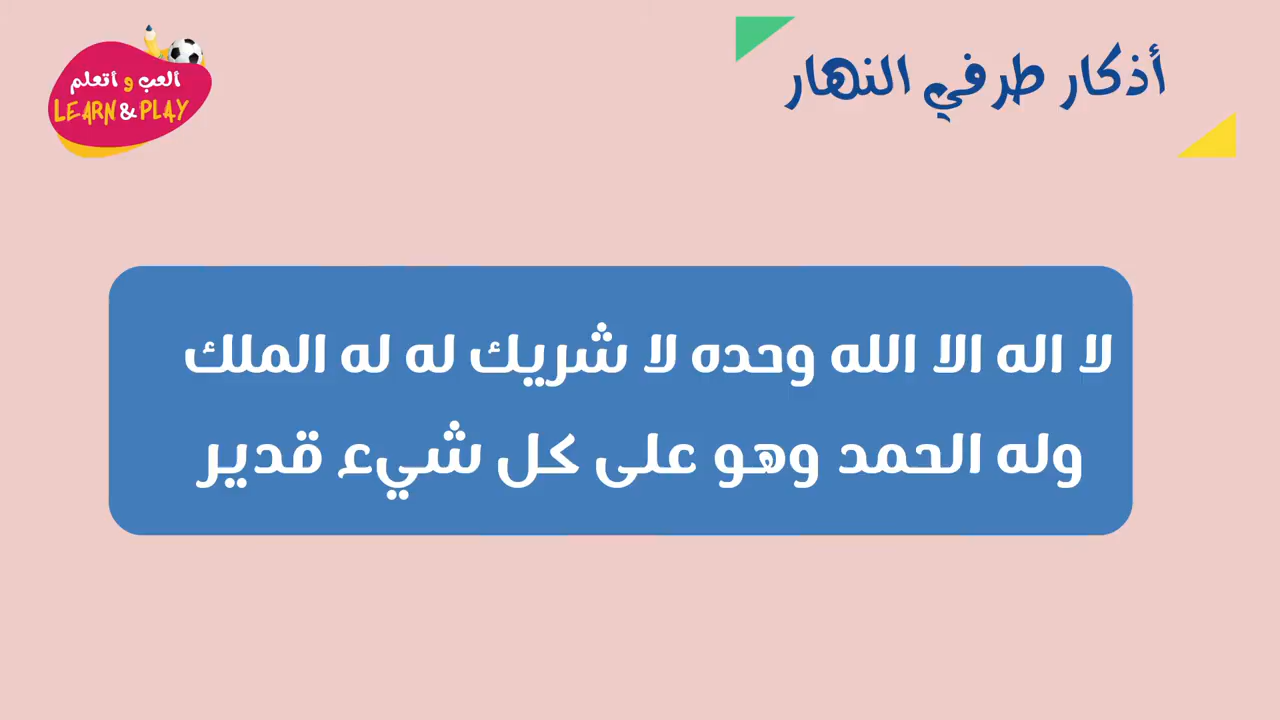 ألعب و أتعلم
LEARN & PLAY
أذكار طرفي النهار
لا اله الا الله وحده لا شريك له له الملك
وله الحمد وهو على كل شيء قدير